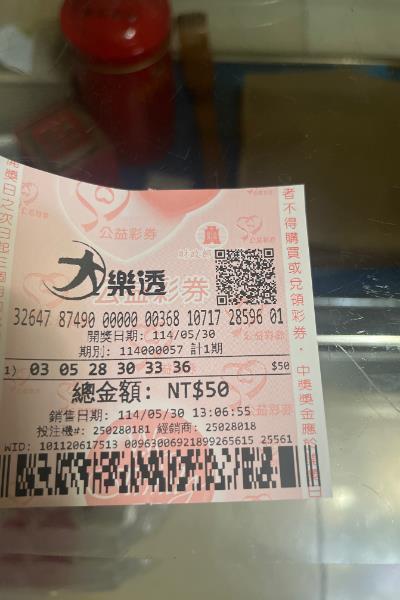 公益彩券
大樂透
公益彩券
32647 87490 00000 00368 10717 28596 01
開獎日期: 114/05/30
期別: 114000057 計1期
1) 03 05 28 30 33 36 $50
總金額: NT$50
銷售日期: 114/05/30 13:06:55
投注機#: 250280181 經銷商: 25028018
WID: 101120617513 00963006921899265615 25561
者不得購買或兌領彩券。中獎獎金應於